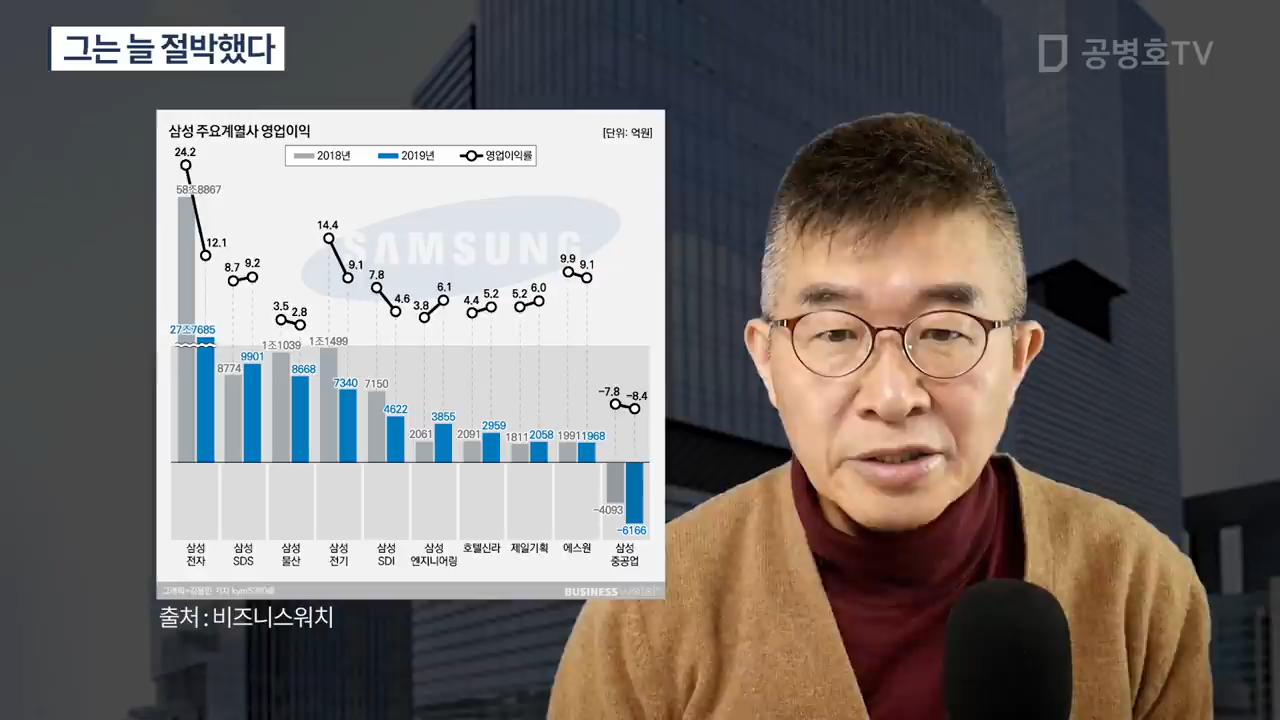 그는 늘 절박했다
공병호TV
삼성 주요계열사 영업이익
[단위: 억원]
2018년 2019년 영업이익률
SAMSUNG
24.2
58조8867
12.1
27조7685
8.7 9.2
8774 9901
3.5 2.8
1조1039 8668
14.4 9.1
1조1499 7340
7.8 4.6
7150 4622
3.8 6.1
2061 3855
4.4 5.2
2091 2959
5.2 6.0
1811 2058
9.9 9.1
1991 1968
-7.8 -8.4
-4093 -6166
삼성 전자
삼성 SDS
삼성 물산
삼성 전기
삼성 SDI
삼성 엔지니어링
호텔신라
제일기획
에스원
삼성 중공업
BUSINESS
출처 : 비즈니스워치